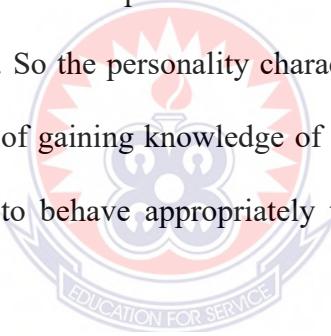 . So the personality charac
of gaining knowledge of
to behave appropriately
EDUCATION FOR SERVICE